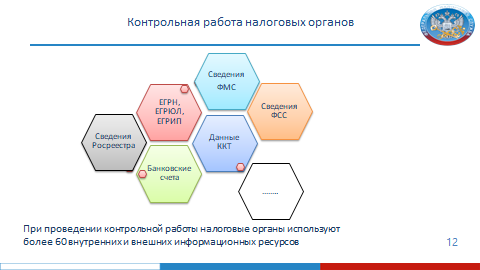 Контрольная работа налоговых органов
Сведения
ФМС
ЕГРН,
ЕГРЮЛ,
ЕГРИП
Сведения
ФСС
Сведения
Росреестра
Данные
ККТ
Банковские
счета
........
При проведении контрольной работы налоговые органы используют
более 60 внутренних и внешних информационных ресурсов
12